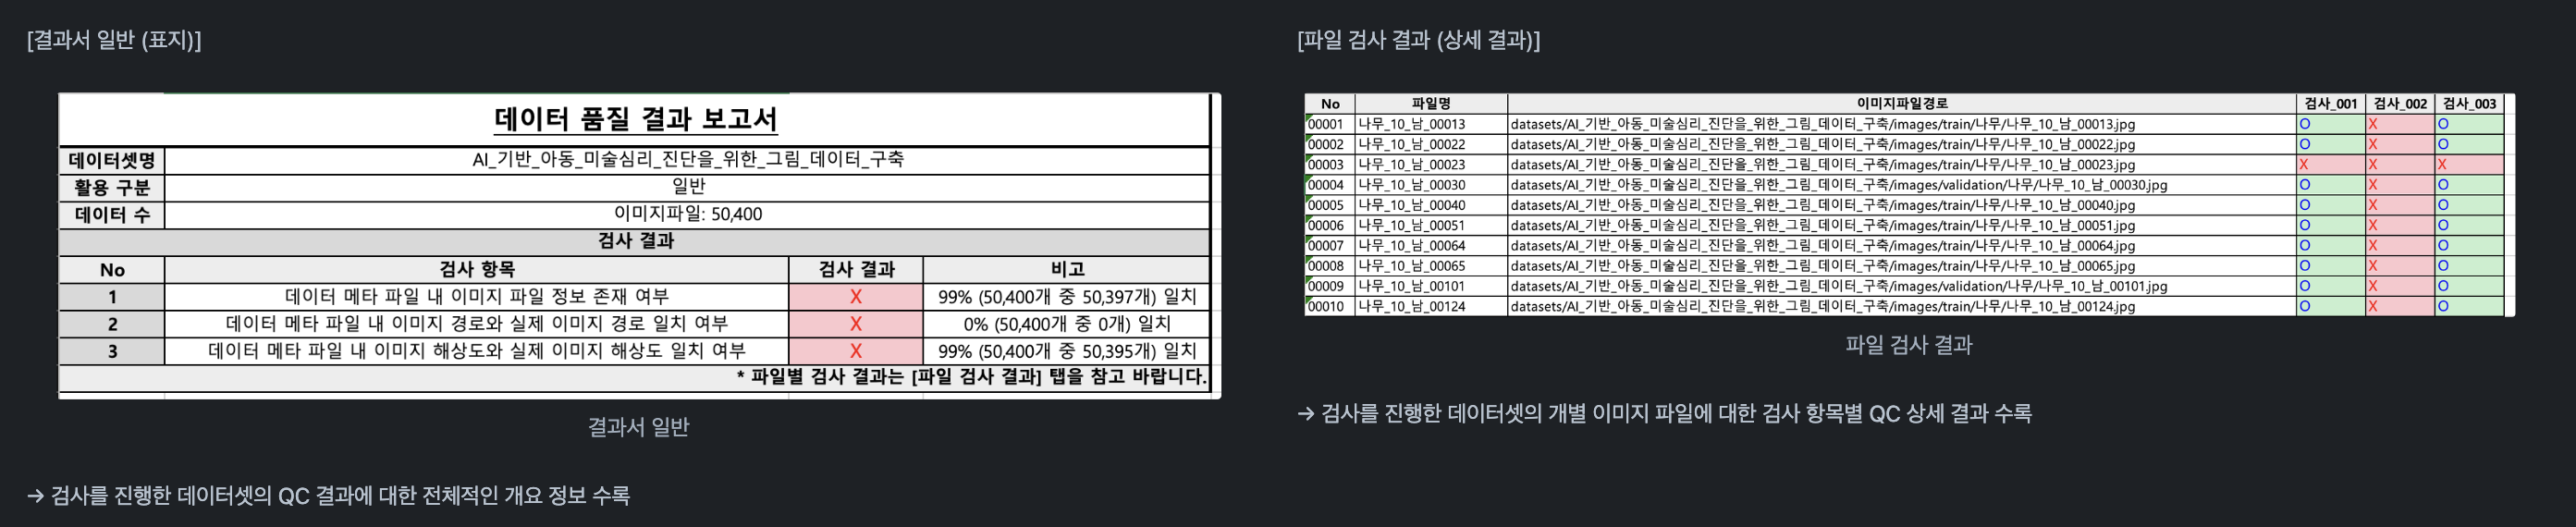 [결과서 일반 (표지)]
데이터 품질 결과 보고서
데이터셋명 AI_기반_아동_미술심리_진단을_위한_그림_데이터_구축
활용 구분 일반
데이터 수 이미지파일: 50,400
검사 결과
No 검사 항목 검사 결과 비고
1 데이터 메타 파일 내 이미지 파일 정보 존재 여부 X 99% (50,400개 중 50,397개) 일치
2 데이터 메타 파일 내 이미지 경로와 실제 이미지 경로 일치 여부 X 0% (50,400개 중 0개) 일치
3 데이터 메타 파일 내 이미지 해상도와 실제 이미지 해상도 일치 여부 X 99% (50,400개 중 50,395개) 일치
* 파일별 검사 결과는 [파일 검사 결과] 탭을 참고 바랍니다.
결과서 일반
→ 검사를 진행한 데이터셋의 QC 결과에 대한 전체적인 개요 정보 수록
[파일 검사 결과 (상세 결과)]
No 파일명 이미지파일경로 검사_001 검사_002 검사_003
00001 나무_10_남_00013 datasets/AI_기반_아동_미술심리_진단을_위한_그림_데이터_구축/images/train/나무/나무_10_남_00013.jpg O X O
00002 나무_10_남_00022 datasets/AI_기반_아동_미술심리_진단을_위한_그림_데이터_구축/images/train/나무/나무_10_남_00022.jpg O X O
00003 나무_10_남_00023 datasets/AI_기반_아동_미술심리_진단을_위한_그림_데이터_구축/images/train/나무/나무_10_남_00023.jpg X X X
00004 나무_10_남_00030 datasets/AI_기반_아동_미술심리_진단을_위한_그림_데이터_구축/images/validation/나무/나무_10_남_00030.jpg O X O
00005 나무_10_남_00040 datasets/AI_기반_아동_미술심리_진단을_위한_그림_데이터_구축/images/train/나무/나무_10_남_00040.jpg O X O
00006 나무_10_남_00051 datasets/AI_기반_아동_미술심리_진단을_위한_그림_데이터_구축/images/train/나무/나무_10_남_00051.jpg O X O
00007 나무_10_남_00064 datasets/AI_기반_아동_미술심리_진단을_위한_그림_데이터_구축/images/train/나무/나무_10_남_00064.jpg O X O
00008 나무_10_남_00065 datasets/AI_기반_아동_미술심리_진단을_위한_그림_데이터_구축/images/train/나무/나무_10_남_00065.jpg O X O
00009 나무_10_남_00101 datasets/AI_기반_아동_미술심리_진단을_위한_그림_데이터_구축/images/validation/나무/나무_10_남_00101.jpg O X O
00010 나무_10_남_00124 datasets/AI_기반_아동_미술심리_진단을_위한_그림_데이터_구축/images/train/나무/나무_10_남_00124.jpg O X O
파일 검사 결과
→ 검사를 진행한 데이터셋의 개별 이미지 파일에 대한 검사 항목별 QC 상세 결과 수록